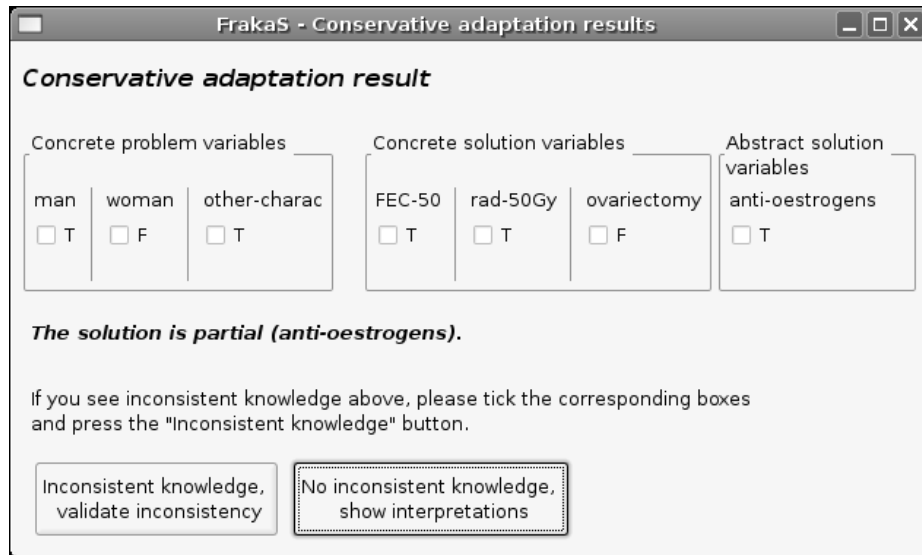 FrakaS - Conservative adaptation results
Conservative adaptation result
Concrete problem variables
man woman other-charac
T F T
Concrete solution variables
FEC-50 rad-50Gy ovariectomy
T T F
Abstract solution
variables
anti-oestrogens
T
The solution is partial (anti-oestrogens).
If you see inconsistent knowledge above, please tick the corresponding boxes
and press the "Inconsistent knowledge" button.
Inconsistent knowledge,
validate inconsistency
No inconsistent knowledge,
show interpretations